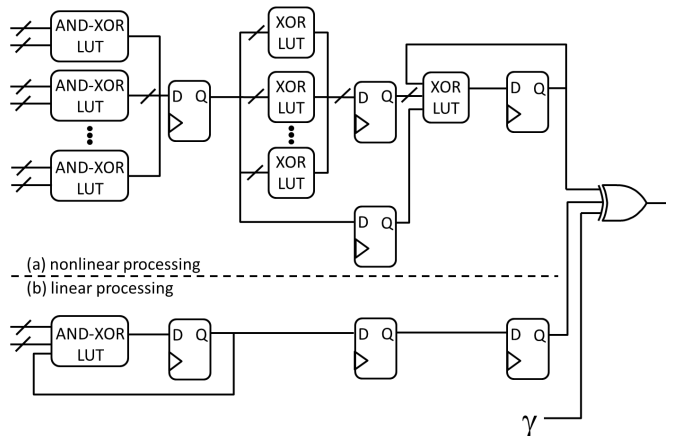 AND-XOR
LUT
AND-XOR
LUT
AND-XOR
LUT
D Q
XOR
LUT
XOR
LUT
XOR
LUT
D Q
D Q
XOR
LUT
D Q
(a) nonlinear processing
(b) linear processing
AND-XOR
LUT
D Q
D Q
D Q
γ